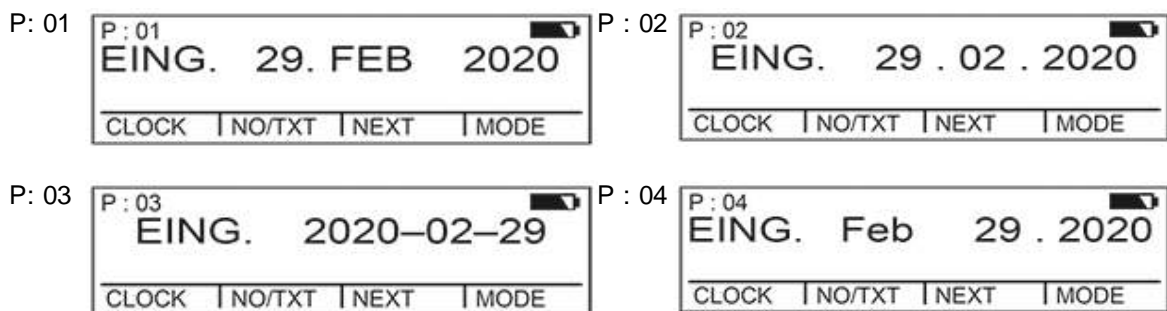 P: 01
P : 01
EING. 29. FEB 2020
CLOCK NO/TXT NEXT MODE
P : 02
P : 02
EING. 29 . 02 . 2020
CLOCK NO/TXT NEXT MODE
P: 03
P : 03
EING. 2020–02–29
CLOCK NO/TXT NEXT MODE
P : 04
P : 04
EING. Feb 29 . 2020
CLOCK NO/TXT NEXT MODE